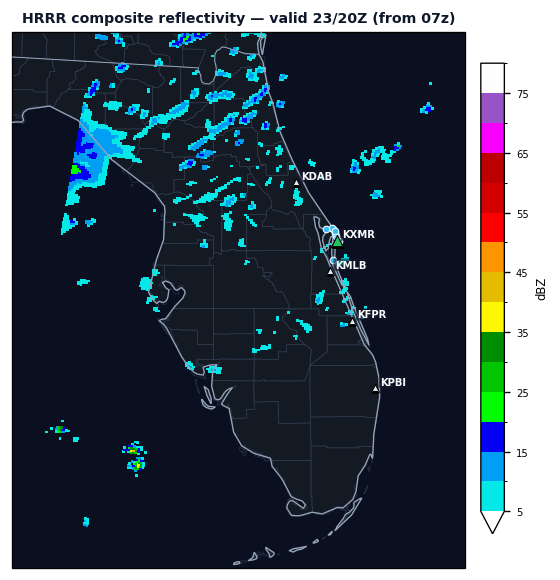 HRRR composite reflectivity — valid 23/20Z (from 07z)
KDAB
KXMR
KMLB
KFPR
KPBI
75
65
55
45
35
25
15
5
dBZ